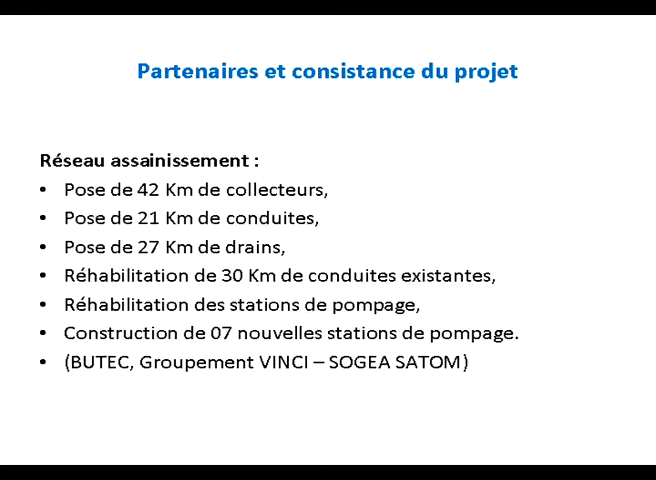 Partenaires et consistance du projet
Réseau assainissement :
• Pose de 42 Km de collecteurs,
• Pose de 21 Km de conduites,
• Pose de 27 Km de drains,
• Réhabilitation de 30 Km de conduites existantes,
• Réhabilitation des stations de pompage,
• Construction de 07 nouvelles stations de pompage.
• (BUTEC, Groupement VINCI – SOGEA SATOM)